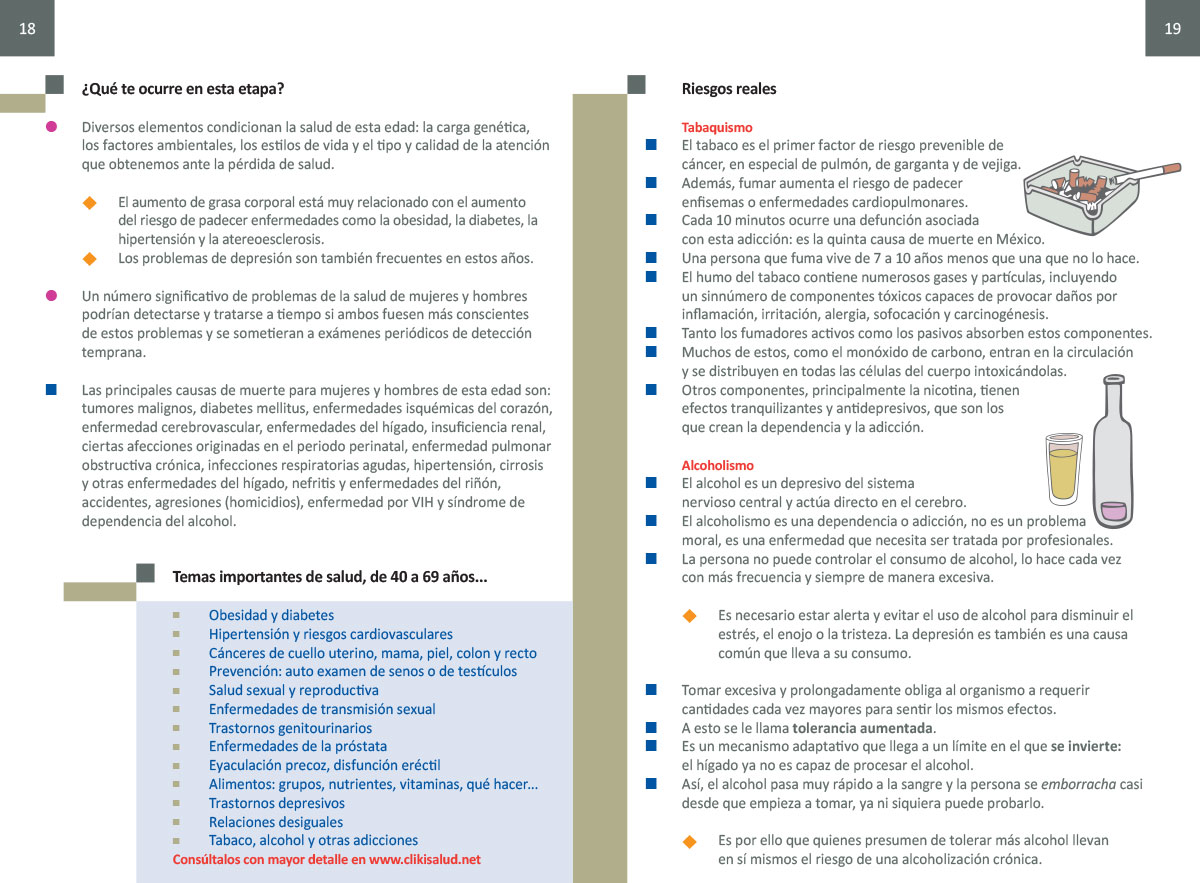 18
¿Qué te ocurre en esta etapa?
Diversos elementos condicionan la salud de esta edad: la carga genética,
los factores ambientales, los estilos de vida y el tipo y calidad de la atención
que obtenemos ante la pérdida de salud.
El aumento de grasa corporal está muy relacionado con el aumento
del riesgo de padecer enfermedades como la obesidad, la diabetes, la
hipertensión y la atereoesclerosis.
Los problemas de depresión son también frecuentes en estos años.
Un número significativo de problemas de la salud de mujeres y hombres
podrían detectarse y tratarse a tiempo si ambos fuesen más conscientes
de estos problemas y se sometieran a exámenes periódicos de detección
temprana.
Las principales causas de muerte para mujeres y hombres de esta edad son:
tumores malignos, diabetes mellitus, enfermedades isquémicas del corazón,
enfermedad cerebrovascular, enfermedades del hígado, insuficiencia renal,
ciertas afecciones originadas en el periodo perinatal, enfermedad pulmonar
obstructiva crónica, infecciones respiratorias agudas, hipertensión, cirrosis
y otras enfermedades del hígado, nefritis y enfermedades del riñón,
accidentes, agresiones (homicidios), enfermedad por VIH y síndrome de
dependencia del alcohol.
Temas importantes de salud, de 40 a 69 años...
Obesidad y diabetes
Hipertensión y riesgos cardiovasculares
Cánceres de cuello uterino, mama, piel, colon y recto
Prevención: auto examen de senos o de testículos
Salud sexual y reproductiva
Enfermedades de transmisión sexual
Trastornos genitourinarios
Enfermedades de la próstata
Eyaculación precoz, disfunción eréctil
Alimentos: grupos, nutrientes, vitaminas, qué hacer...
Trastornos depresivos
Relaciones desiguales
Tabaco, alcohol y otras adicciones
Consúltalos con mayor detalle en www.clikisalud.net
19
Riesgos reales
Tabaquismo
El tabaco es el primer factor de riesgo prevenible de
cáncer, en especial de pulmón, de garganta y de vejiga.
Además, fumar aumenta el riesgo de padecer
enfisemas o enfermedades cardiopulmonares.
Cada 10 minutos ocurre una defunción asociada
con esta adicción: es la quinta causa de muerte en México.
Una persona que fuma vive de 7 a 10 años menos que una que no lo hace.
El humo del tabaco contiene numerosos gases y partículas, incluyendo
un sinnúmero de componentes tóxicos capaces de provocar daños por
inflamación, irritación, alergia, sofocación y carcinogénesis.
Tanto los fumadores activos como los pasivos absorben estos componentes.
Muchos de estos, como el monóxido de carbono, entran en la circulación
y se distribuyen en todas las células del cuerpo intoxicándolas.
Otros componentes, principalmente la nicotina, tienen
efectos tranquilizantes y antidepresivos, que son los
que crean la dependencia y la adicción.
Alcoholismo
El alcohol es un depresivo del sistema
nervioso central y actúa directo en el cerebro.
El alcoholismo es una dependencia o adicción, no es un problema
moral, es una enfermedad que necesita ser tratada por profesionales.
La persona no puede controlar el consumo de alcohol, lo hace cada vez
con más frecuencia y siempre de manera excesiva.
Es necesario estar alerta y evitar el uso de alcohol para disminuir el
estrés, el enojo o la tristeza. La depresión es también es una causa
común que lleva a su consumo.
Tomar excesiva y prolongadamente obliga al organismo a requerir
cantidades cada vez mayores para sentir los mismos efectos.
A esto se le llama tolerancia aumentada.
Es un mecanismo adaptativo que llega a un límite en el que se invierte:
el hígado ya no es capaz de procesar el alcohol.
Así, el alcohol pasa muy rápido a la sangre y la persona se emborracha casi
desde que empieza a tomar, ya ni siquiera puede probarlo.
Es por ello que quienes presumen de tolerar más alcohol llevan
en sí mismos el riesgo de una alcoholización crónica.